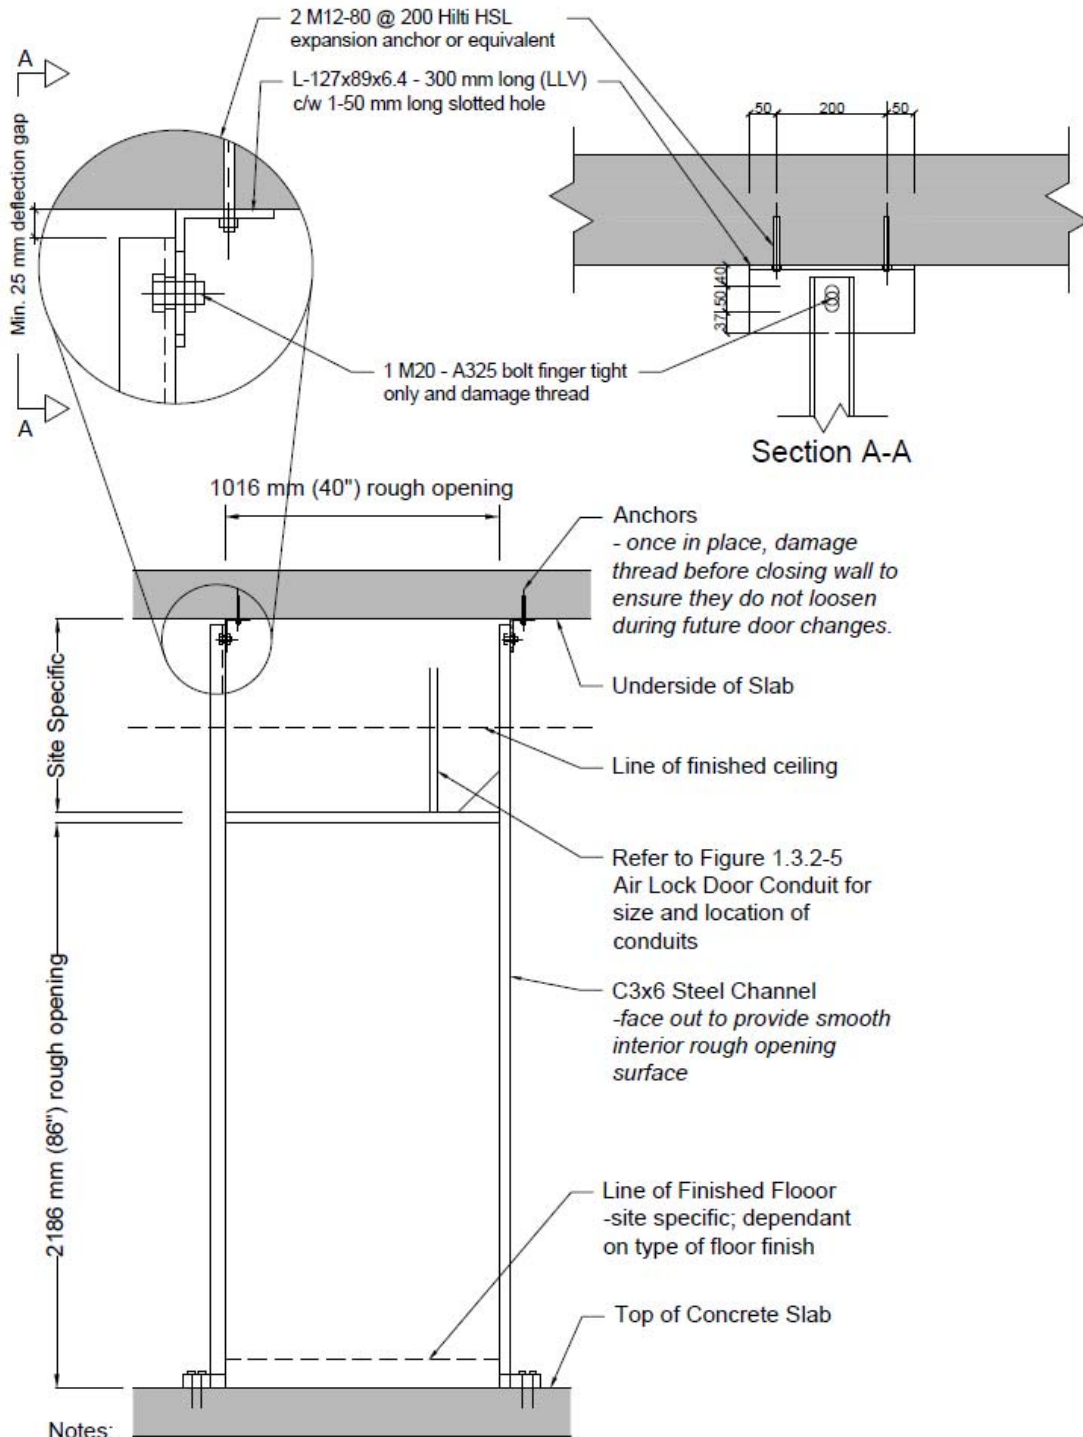 2 M12-80 @ 200 Hilti HSL
expansion anchor or equivalent
L-127x89x6.4 - 300 mm long (LLV)
c/w 1-50 mm long slotted hole
A
Min. 25 mm deflection gap
A
50
200
50
40
50
37
1 M20 - A325 bolt finger tight
only and damage thread
Section A-A
1016 mm (40") rough opening
Anchors
- once in place, damage
thread before closing wall to
ensure they do not loosen
during future door changes.
Underside of Slab
Site Specific
Line of finished ceiling
Refer to Figure 1.3.2-5
Air Lock Door Conduit for
size and location of
conduits
C3x6 Steel Channel
-face out to provide smooth
interior rough opening
surface
2186 mm (86") rough opening
Line of Finished Flooor
-site specific; dependant
on type of floor finish
Top of Concrete Slab
Notes: